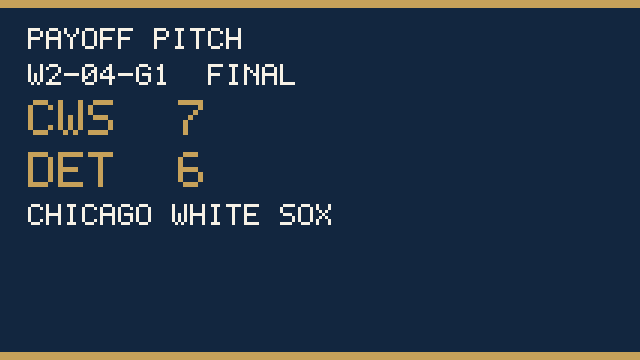 PAYOFF PITCH
W2-04-G1 FINAL
CWS 7
DET 6
CHICAGO WHITE SOX